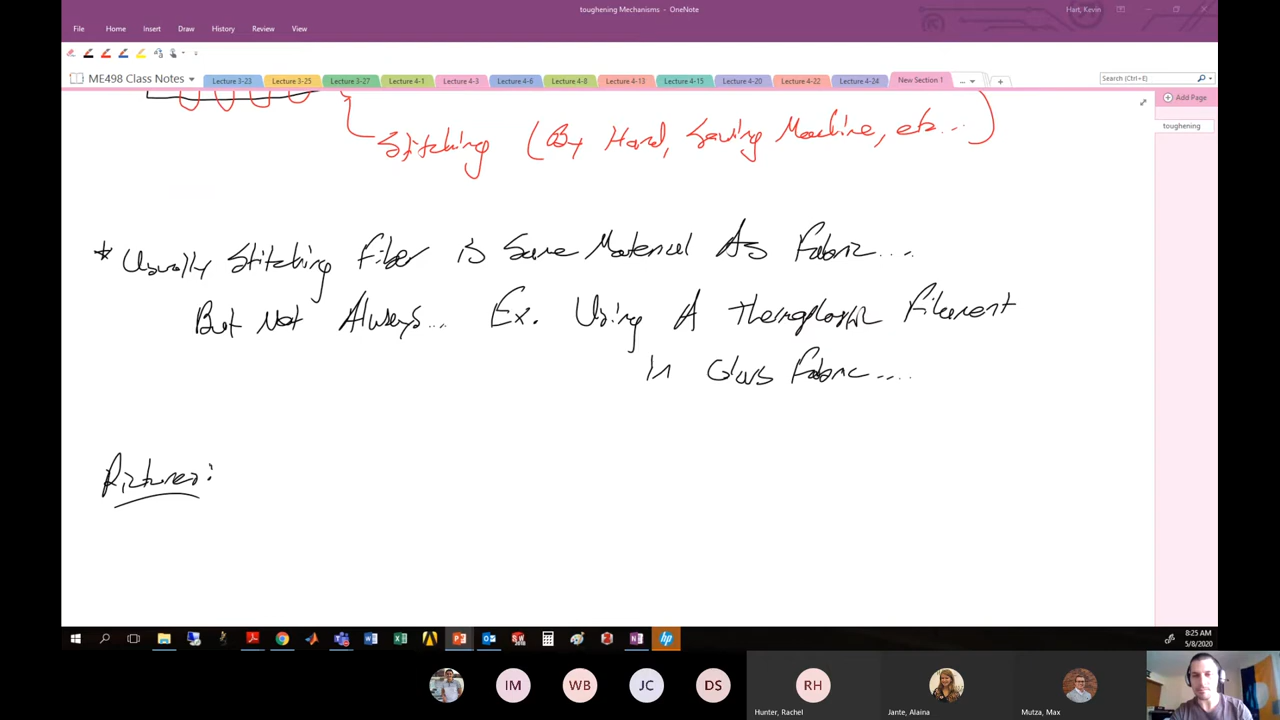 toughening Mechanisms - OneNote
Hart, Kevin
File Home Insert Draw History Review View
ME498 Class Notes
Lecture 3-23 Lecture 3-25 Lecture 3-27 Lecture 4-1 Lecture 4-3 Lecture 4-6 Lecture 4-8 Lecture 4-13 Lecture 4-15 Lecture 4-20 Lecture 4-22 Lecture 4-24 New Section 1 ... +
Search (Ctrl+E)
Add Page
toughening
Stitching (By Hand, Sewing Machine, etc...)
* Usually Stitching Fiber is Same Material As Fabric...
But Not Always... Ex. Using A Thermoplastic Filament
in Glass Fabric....
Pictures:
8:25 AM
5/8/2020
IM WB JC DS RH
Hunter, Rachel Jante, Alaina Mutza, Max